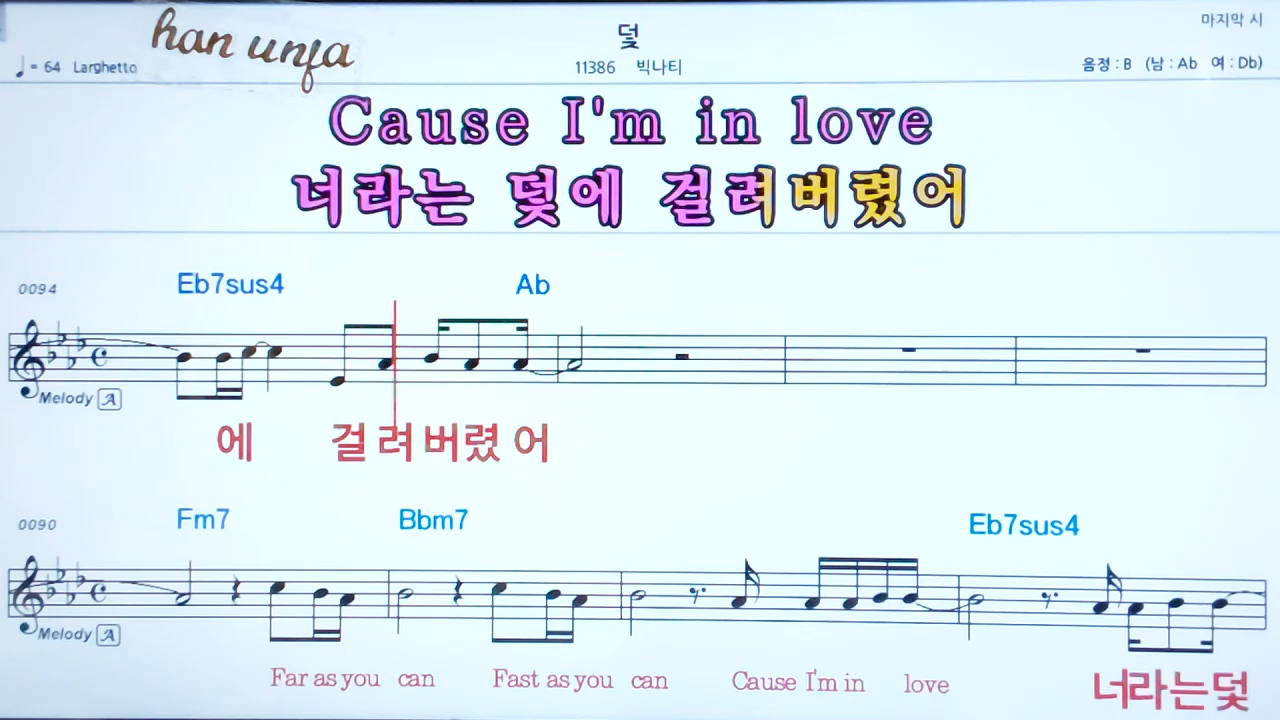 han unfa
덫
마지막 시
♩= 64 Larghetto
11386 빅나티
음정 : B (남 : Ab 여 : Db)
Cause I'm in love
너라는 덫에 걸려버렸어
0094
Eb7sus4 Ab
Melody A
에 걸려버렸어
0090
Fm7 Bbm7 Eb7sus4
Melody A
Far as you can Fast as you can Cause I'm in love 너라는덫